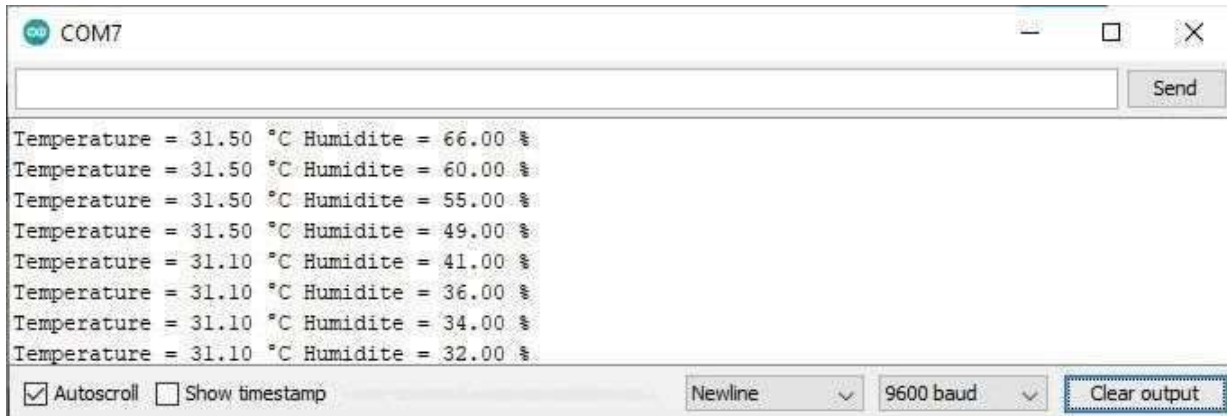 COM7
Send
Temperature = 31.50 °C Humidite = 66.00 %
Temperature = 31.50 °C Humidite = 60.00 %
Temperature = 31.50 °C Humidite = 55.00 %
Temperature = 31.50 °C Humidite = 49.00 %
Temperature = 31.10 °C Humidite = 41.00 %
Temperature = 31.10 °C Humidite = 36.00 %
Temperature = 31.10 °C Humidite = 34.00 %
Temperature = 31.10 °C Humidite = 32.00 %
Autoscroll Show timestamp Newline 9600 baud Clear output